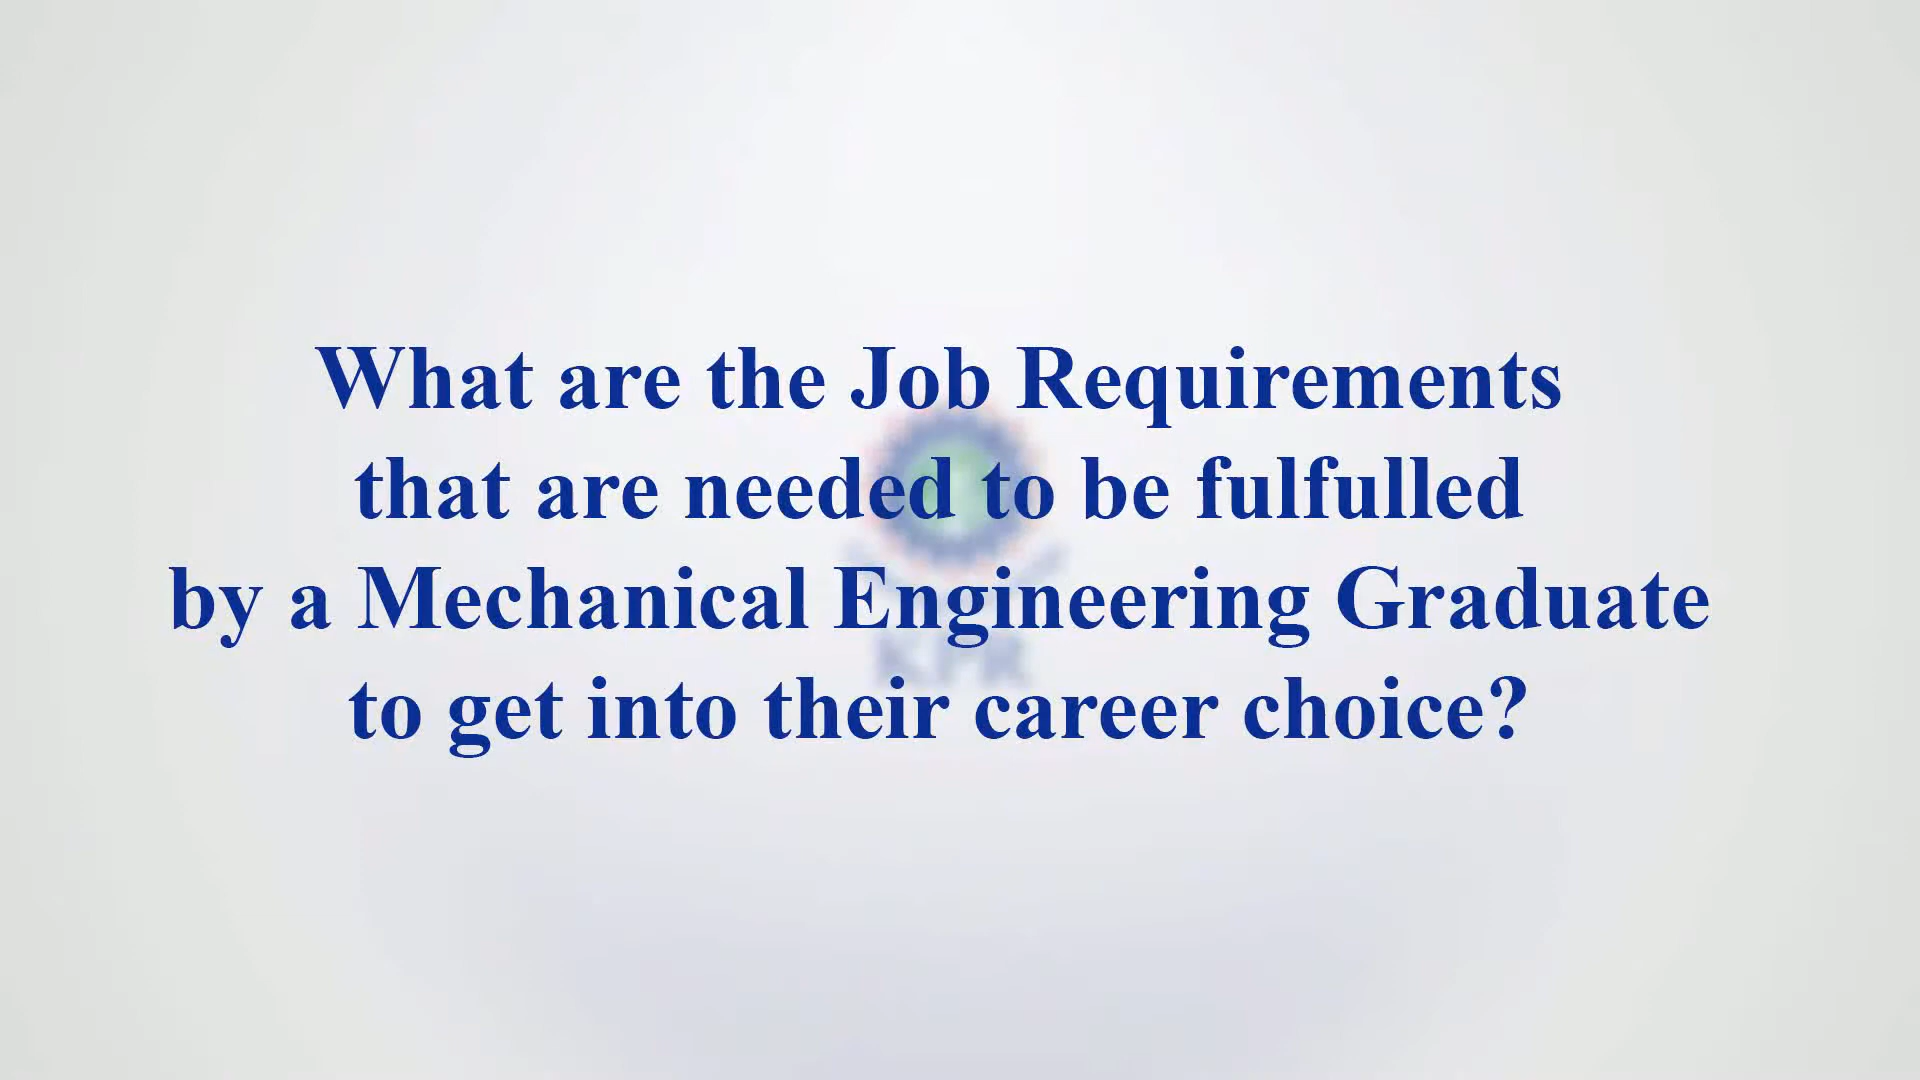 What are the Job Requirements
that are needed to be fulfulled
by a Mechanical Engineering Graduate
to get into their career choice?
KPR